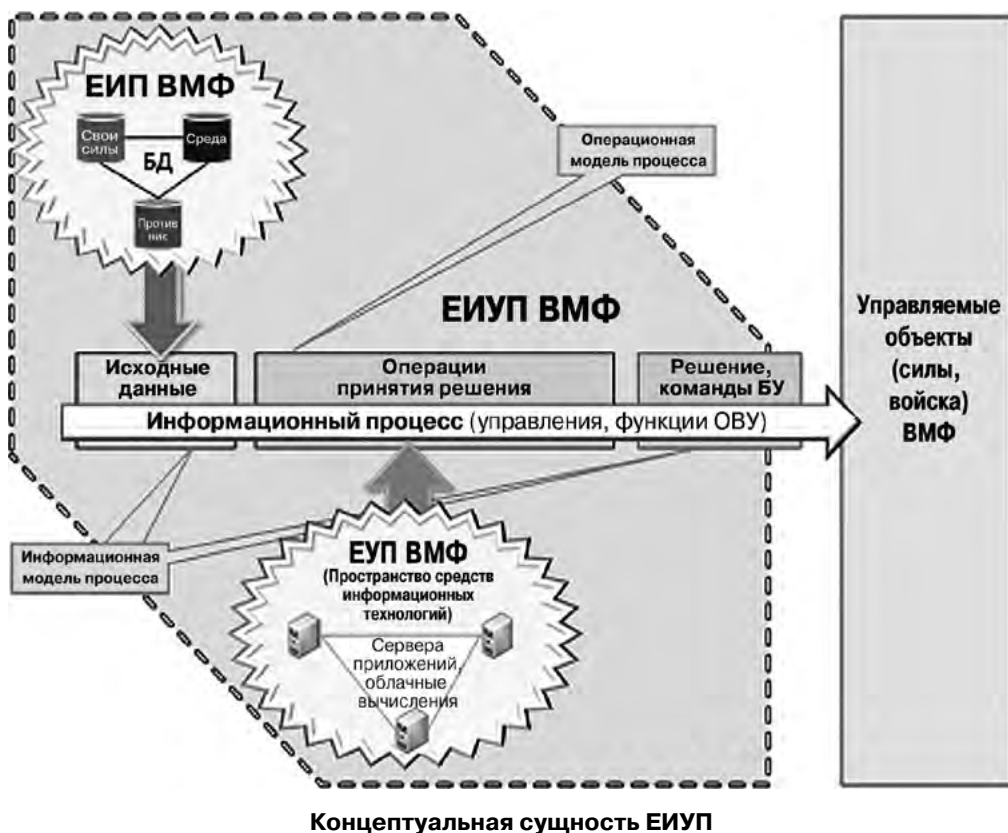 ЕИП ВМФ
Свои
силы
Среда
БД
Против
ник
Операционная
модель процесса
ЕИУП ВМФ
Исходные
данные
Операции
принятия решения
Решение,
команды БУ
Информационный процесс (управления, функции ОВУ)
Управляемые
объекты
(силы,
войска)
ВМФ
Информационная
модель процесса
ЕУП ВМФ
(Пространство средств
информационных
технологий)
Сервера
приложений,
облачные
вычисления
Концептуальная сущность ЕИУП